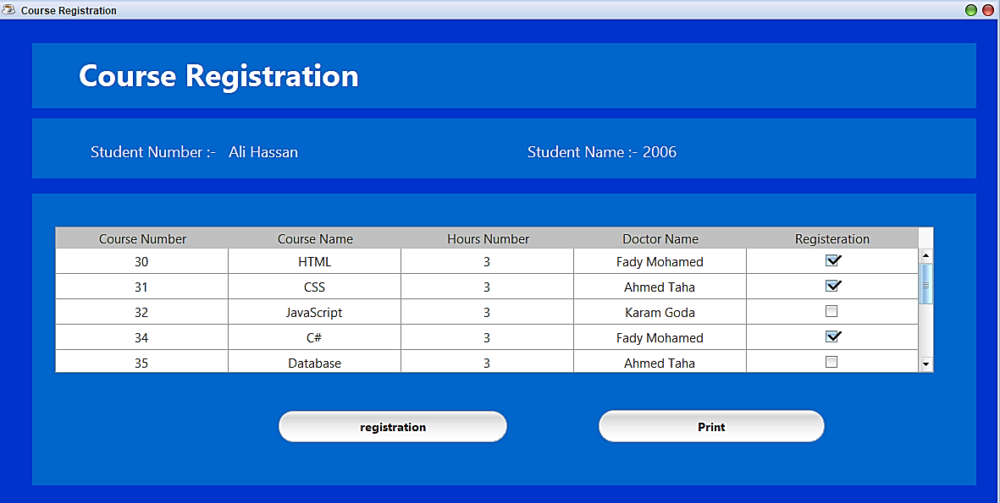 Course Registration
Course Registration
Student Number :- Ali Hassan Student Name :- 2006
Course Number Course Name Hours Number Doctor Name Registeration
30 HTML 3 Fady Mohamed
31 CSS 3 Ahmed Taha
32 JavaScript 3 Karam Goda
34 C# 3 Fady Mohamed
35 Database 3 Ahmed Taha
registration Print